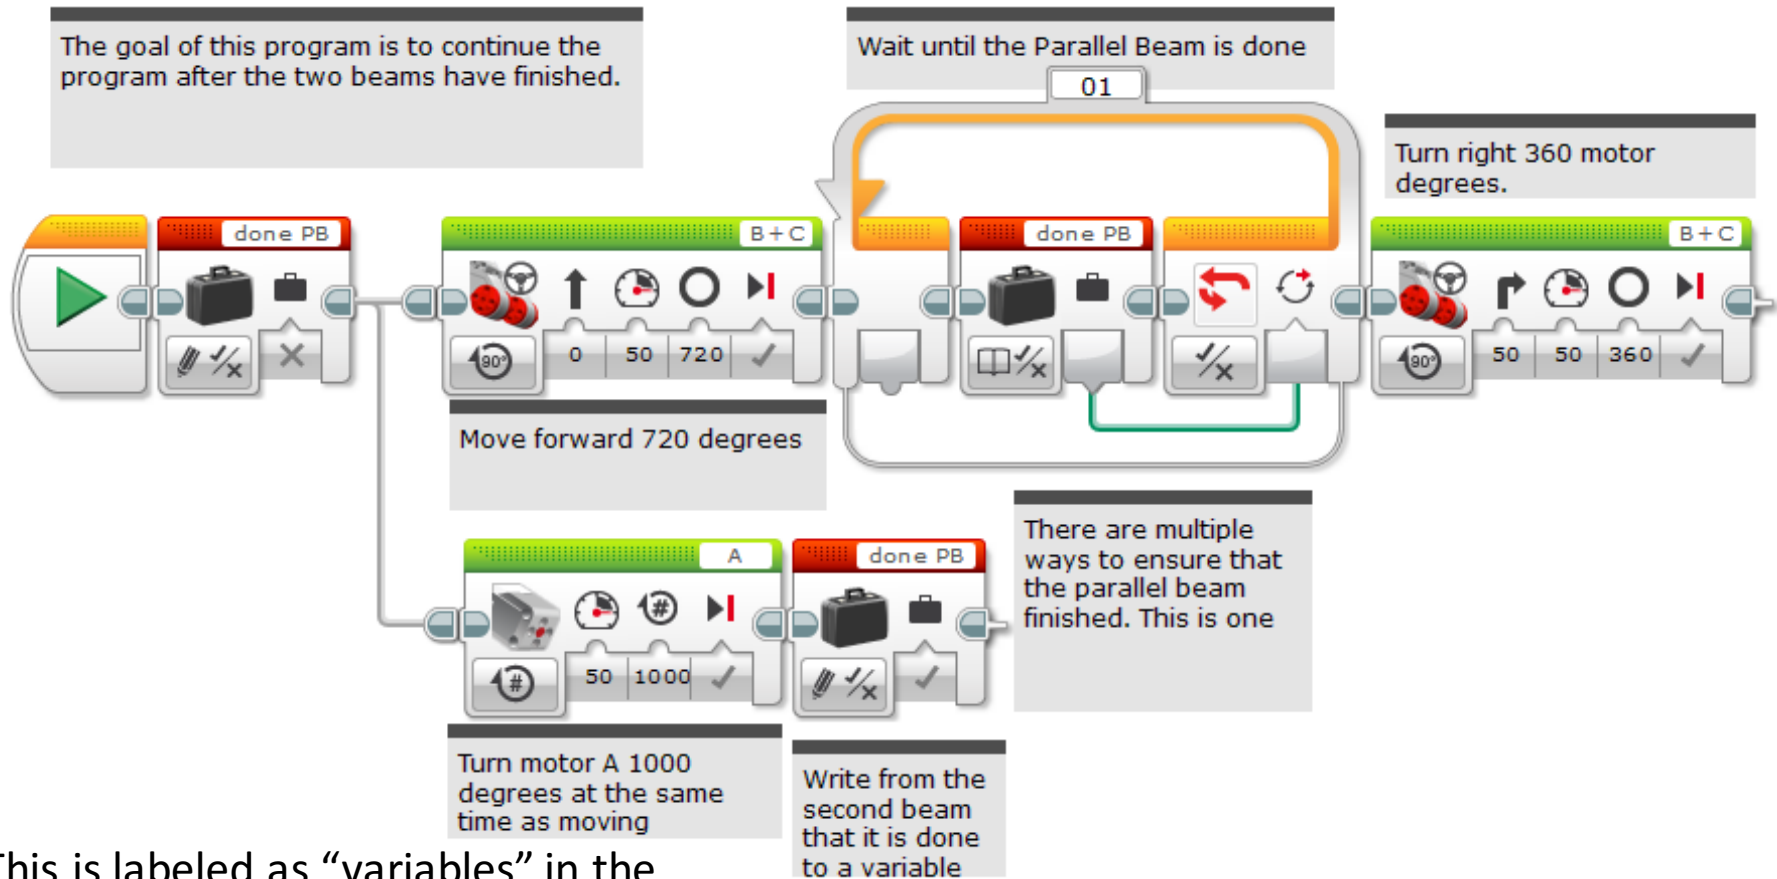 The goal of this program is to continue the
program after the two beams have finished.
Wait until the Parallel Beam is done
01
Turn right 360 motor
degrees.
done PB
B+C
done PB
B+C
90°
0
50
720
90°
50
50
360
Move forward 720 degrees
There are multiple
ways to ensure that
the parallel beam
finished. This is one
A
done PB
#
#
50
1000
Turn motor A 1000
degrees at the same
time as moving
Write from the
second beam
that it is done
to a variable
This is labeled as “variables” in the